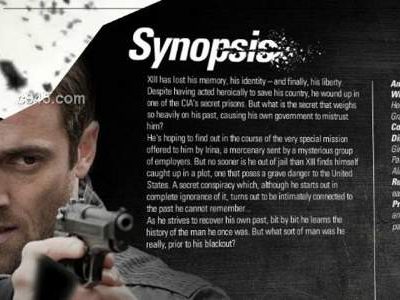 Synopsis
c945.com
XIII has lost his memory, his identity – and finally, his liberty
Despite having acted heroically to save his country, he wound up in
one of the CIA's secret prisons. But what is the secret that weighs
so heavily on his past, causing his own government to mistrust
him?
He's hoping to find out in the course of the very special mission
offered to him by Irina, a mercenary sent by a mysterious group
of employers. But no sooner is he out of jail than XIII finds himself
caught up in a plot, one that poses a grave danger to the United
States. A secret conspiracy which, although he starts out in
complete ignorance of it, turns out to be intimately connected to
the past he cannot remember...
As he strives to recover his own past, bit by bit he learns the
history of the man he once was. But what sort of man was he
really, prior to his blackout?